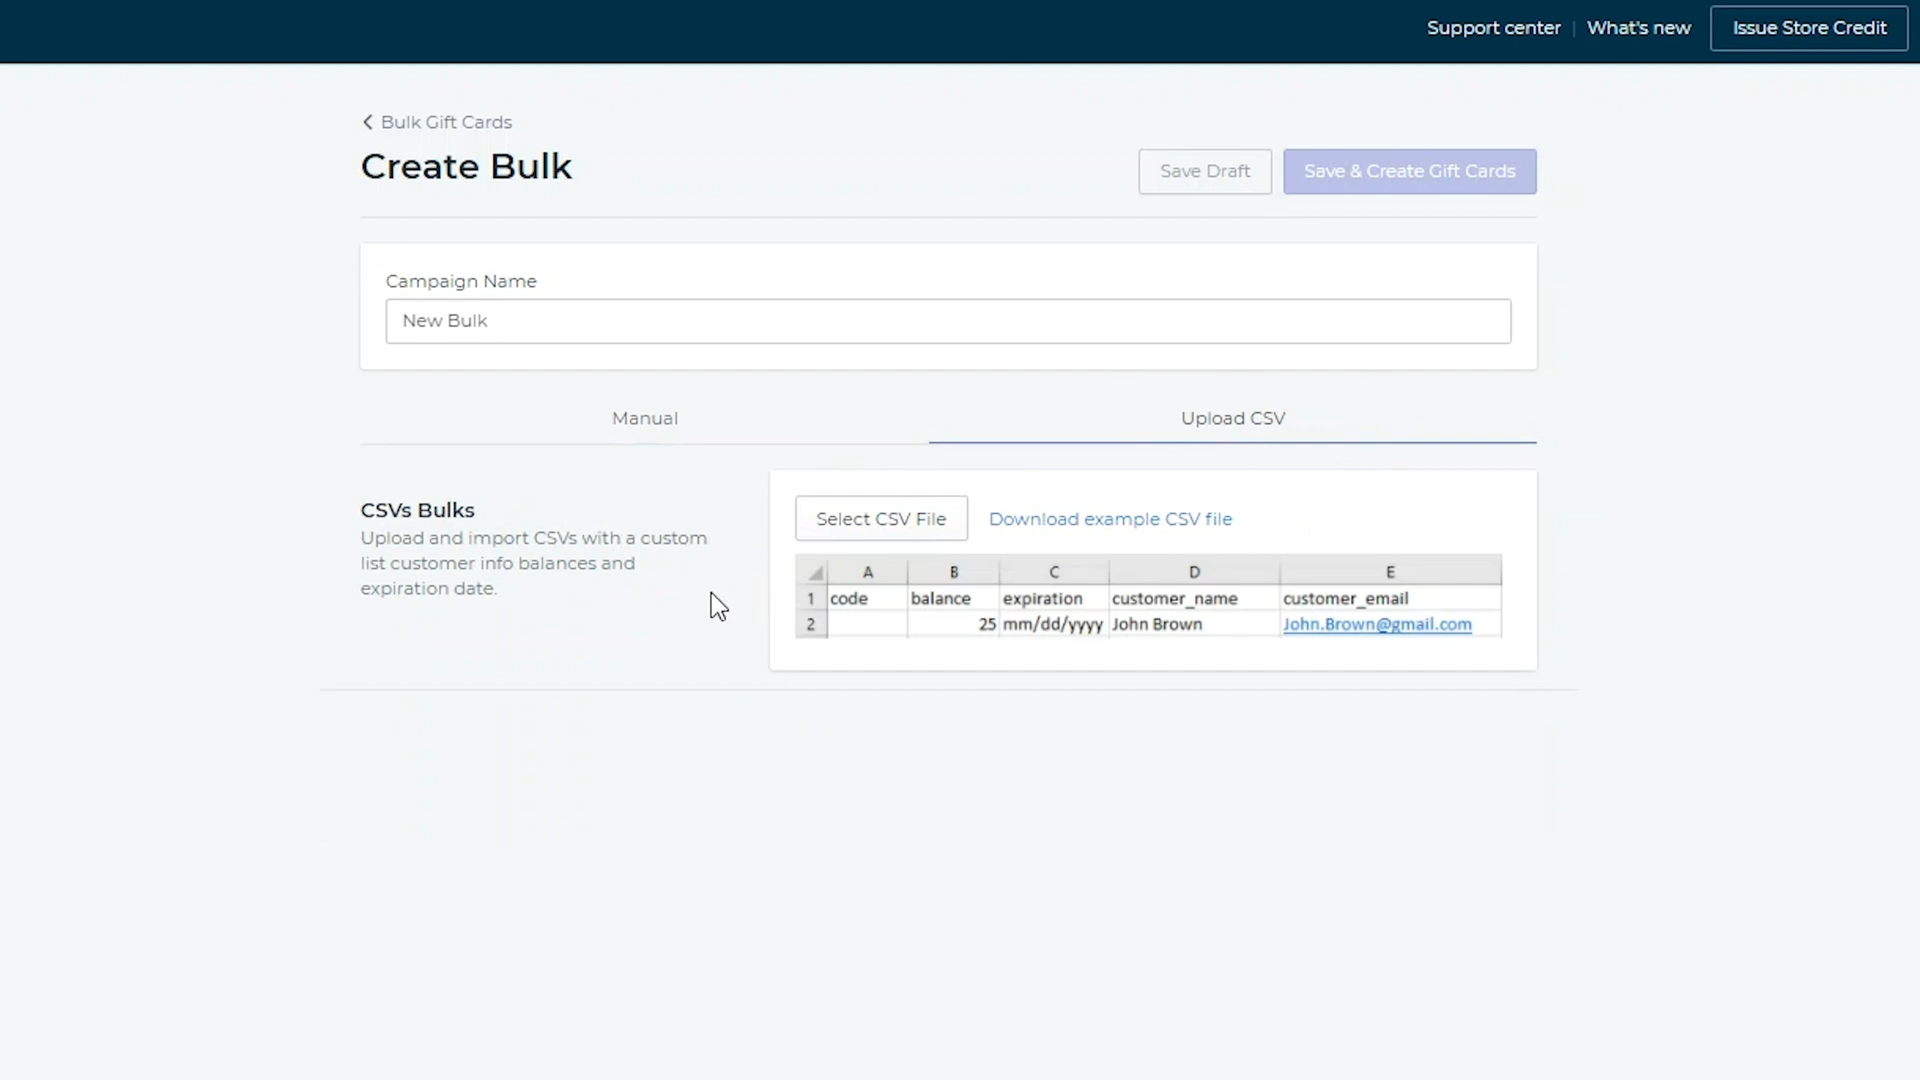 Support center | What's new Issue Store Credit
Bulk Gift Cards
Create Bulk
Save Draft Save & Create Gift Cards
Campaign Name
New Bulk
Manual Upload CSV
CSVs Bulks
Upload and import CSVs with a custom
list customer info balances and
expiration date.
Select CSV File Download example CSV file
A B C D E
1 code balance expiration customer_name customer_email
2 25 mm/dd/yyyy John Brown John.Brown@gmail.com